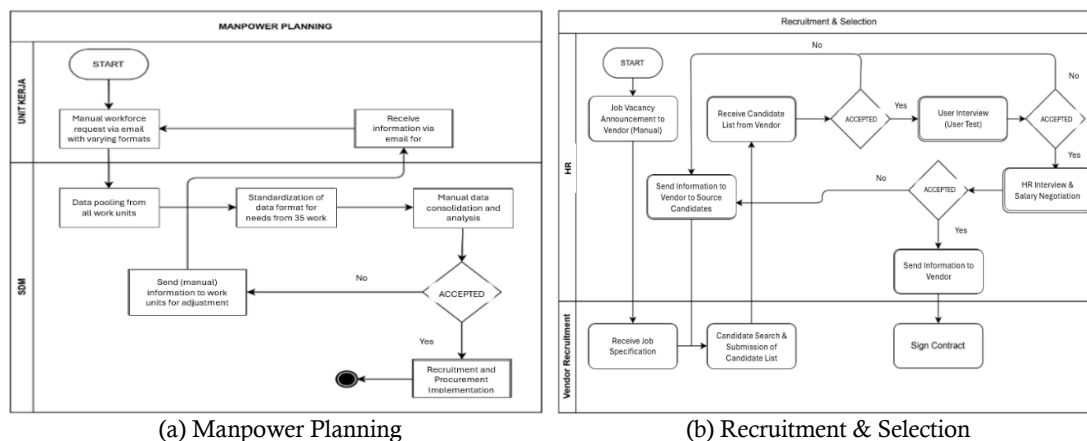 MANPOWER PLANNING
UNIT KERJA
START
Manual workforce
request via email
with varying formats
Receive
information via
email for
SDM
Data pooling from
all work units
Standardization of
data format for
needs from 35 work
Manual data
consolidation and
analysis
Send (manual)
information to work
units for adjustment
No
ACCEPTED
Yes
Recruitment and
Procurement
Implementation
(a) Manpower Planning
Recruitment & Selection
HR
No
START
No
Job Vacancy
Announcement to
Vendor (Manual)
Receive Candidate
List from Vendor
ACCEPTED
Yes
User Interview
(User Test)
ACCEPTED
Yes
Send Information to
Vendor to Source
Candidates
No
ACCEPTED
HR Interview &
Salary Negotiation
Yes
Send Information to
Vendor
Vendor Recruitment
Receive Job
Specification
Candidate Search &
Submission of
Candidate List
Sign Contract
(b) Recruitment & Selection